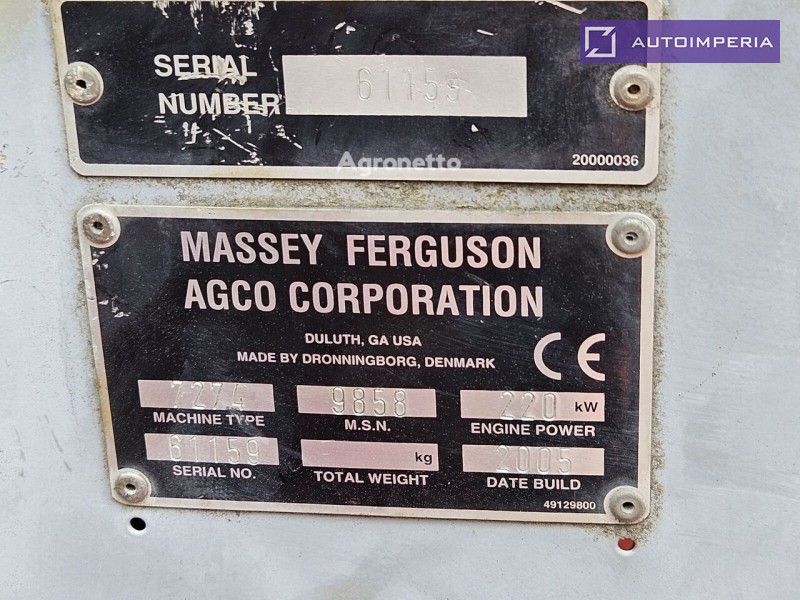 AUTOIMPERIA
SERIAL
NUMBER
61159
Agronetto
20000036
MASSEY FERGUSON
AGCO CORPORATION
DULUTH, GA USA
MADE BY DRONNINGBORG, DENMARK
CE
7274 9858 220 kW
MACHINE TYPE M.S.N. ENGINE POWER
61159 kg 2005
SERIAL NO. TOTAL WEIGHT DATE BUILD
49129800